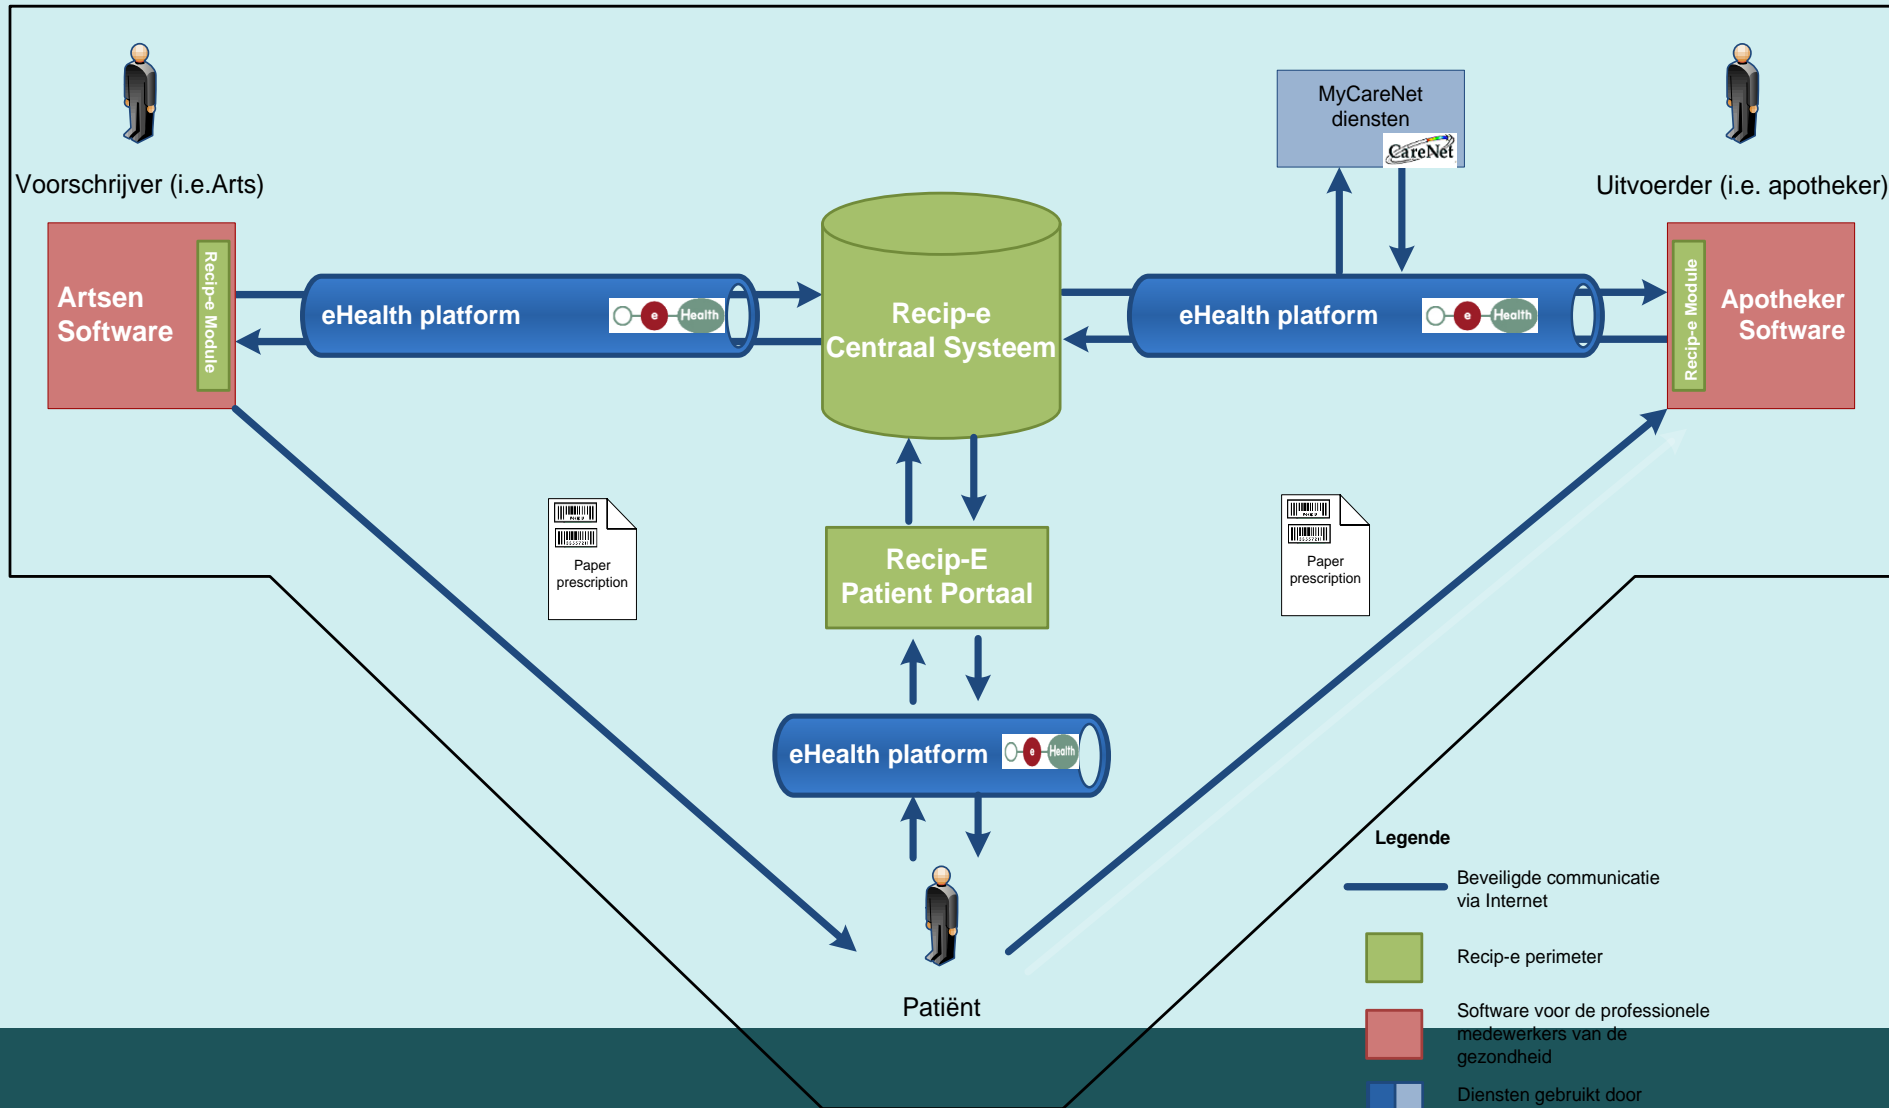 MyCareNet
diensten
CareNet
Voorschrijver (i.e.Arts)
Uitvoerder (i.e. apotheker)
Artsen
Software
Recip-e Module
eHealth platform
e
Health
Recip-e
Centraal Systeem
eHealth platform
e
Health
Recip-e Module
Apotheker
Software
Paper
prescription
Paper
prescription
Recip-E
Patient Portaal
eHealth platform
e
Health
Patiënt
Legende
Beveiligde communicatie
via Internet
Recip-e perimeter
Software voor de professionele
medewerkers van de
gezondheid
Diensten gebruikt door